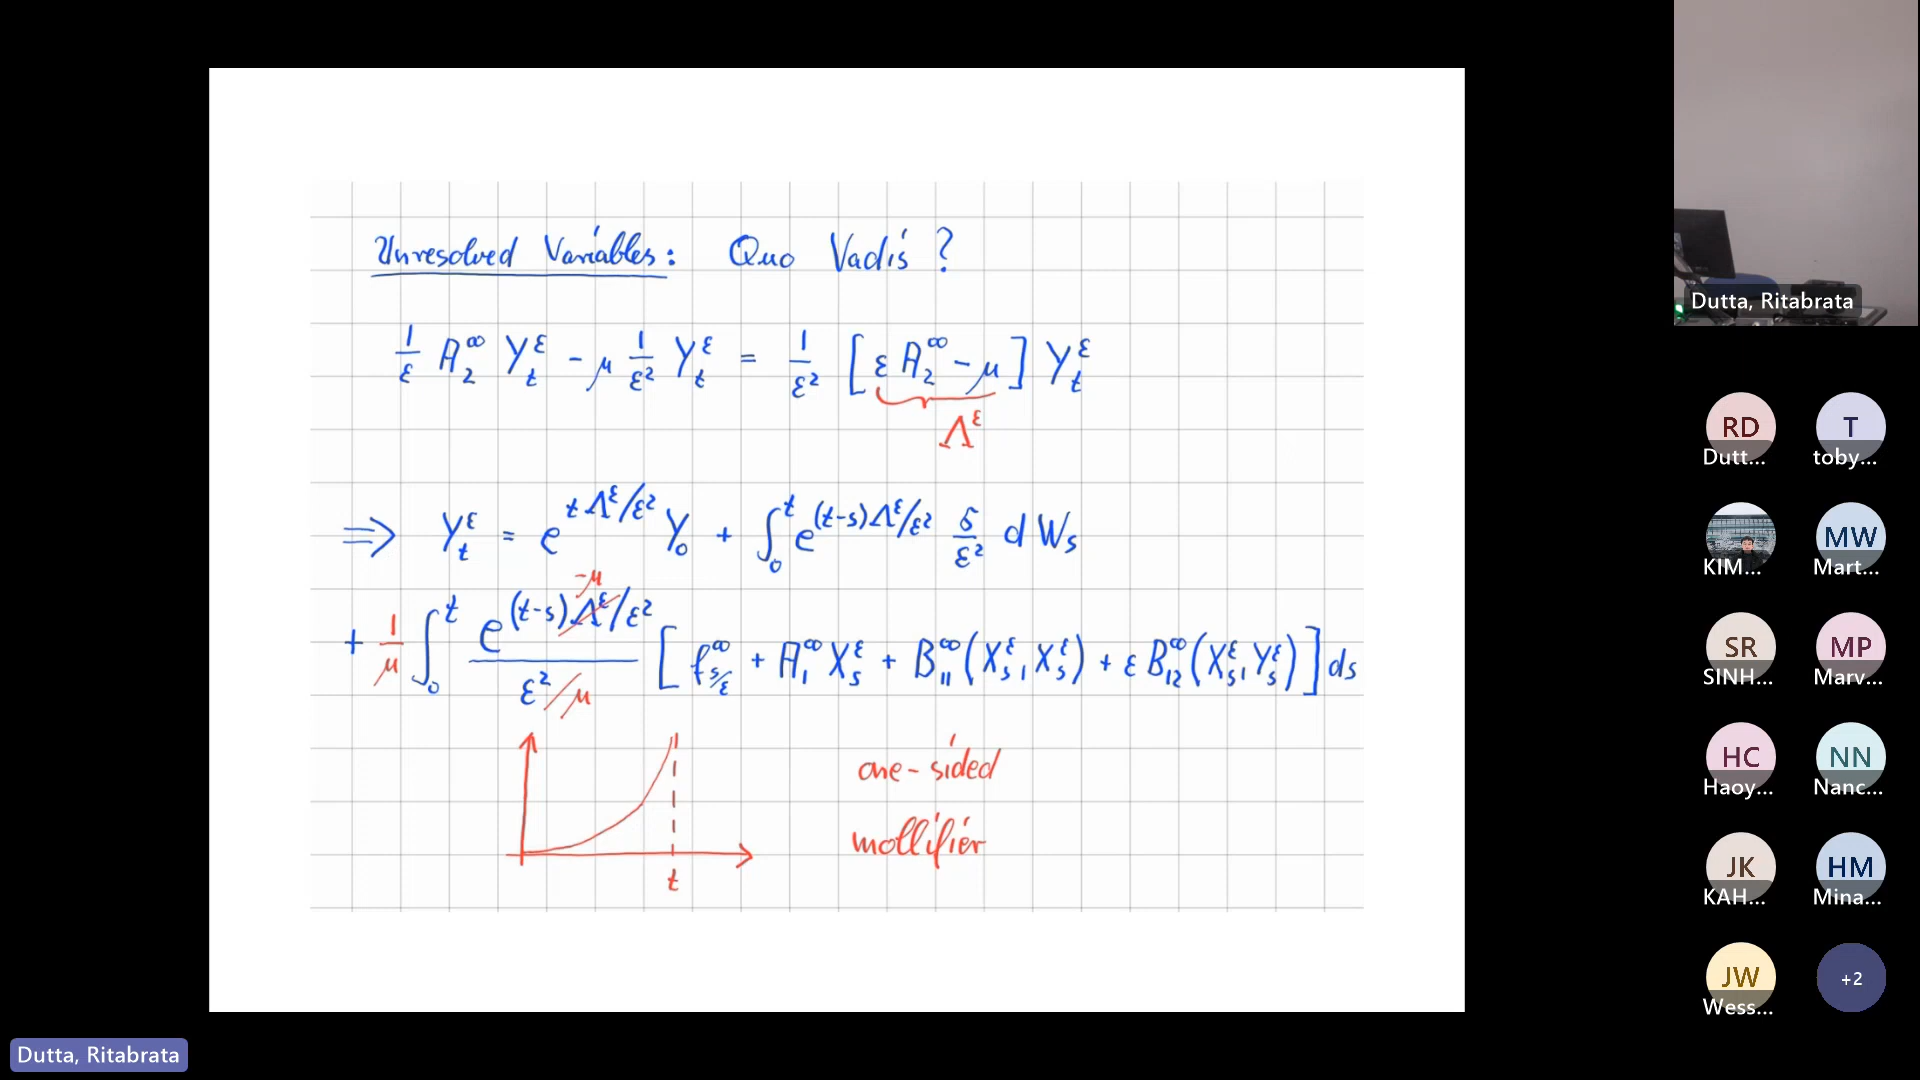 Unresolved Variables: Quo Vadis ?
1/ε A₂^∞ Y_t^ε - μ 1/ε² Y_t^ε = 1/ε² [ε A₂^∞ - μ] Y_t^ε
Λ^ε
⇒ Y_t^ε = e^{tΛ^ε/ε²} Y₀ + ∫₀^t e^{(t-s)Λ^ε/ε²} σ/ε² d W_s
-μ
+ 1/μ ∫₀^t e^{(t-s)Λ^ε/ε²} / ε²/μ [ f_{s/ε}^∞ + A₁^∞ X_s^ε + B₁₁^∞(X_s^ε, X_s^ε) + ε B₁₂^∞(X_s^ε, Y_s^ε) ] ds
one-sided
mollifier
t
Dutta, Ritabrata
RD
Dutt...
T
toby...
KIM...
MW
Mart...
SR
SINH...
MP
Marv...
HC
Haoy...
NN
Nanc...
JK
KAH...
HM
Mina...
JW
Wess...
+2
Dutta, Ritabrata